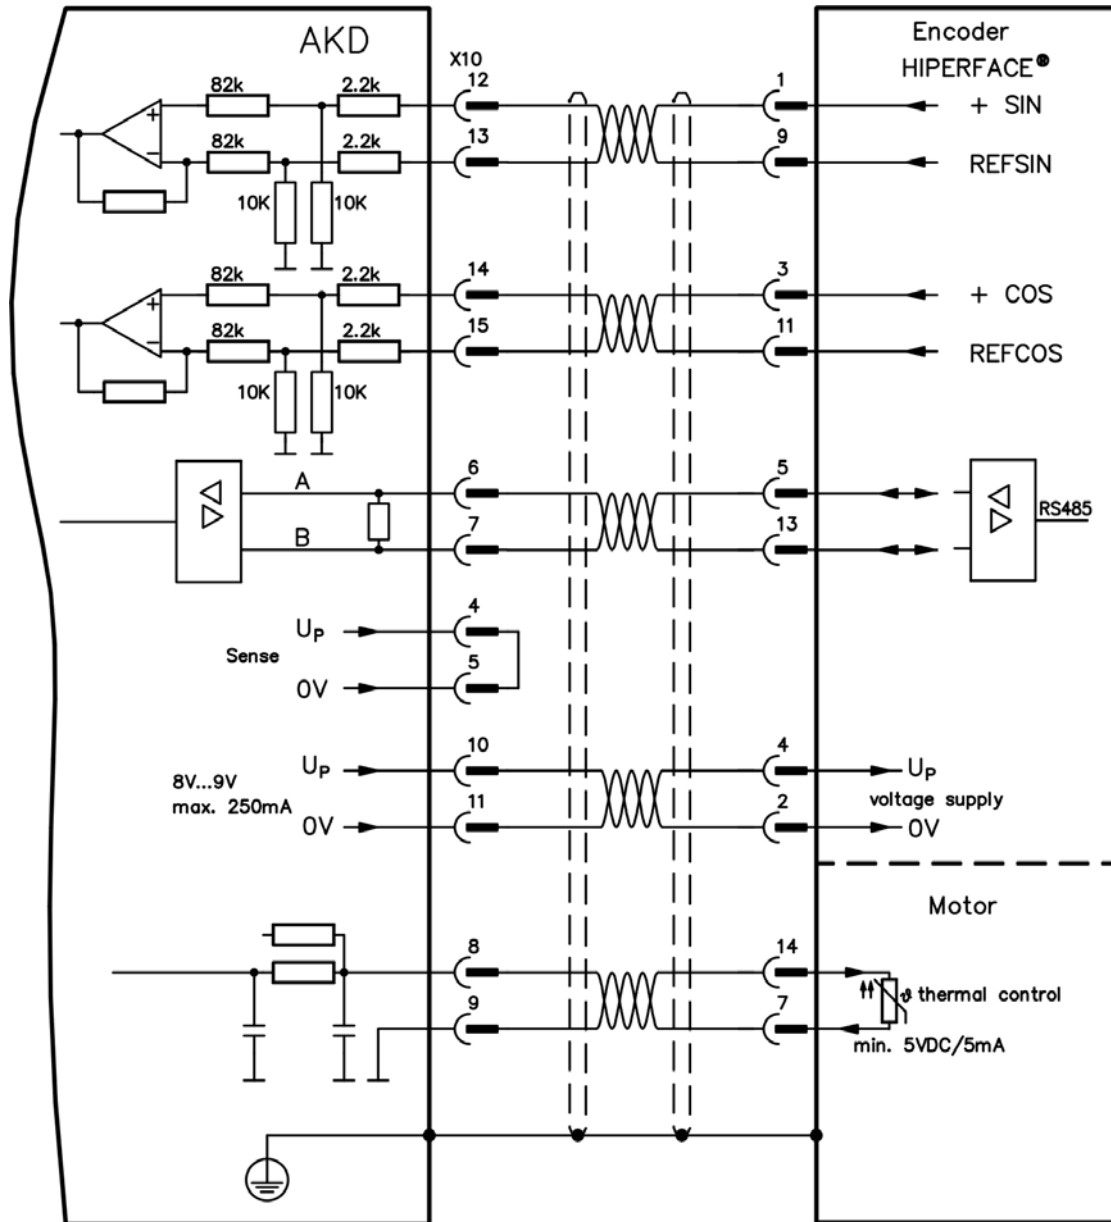 AKD
X10
Encoder
HIPERFACE®
82k 2.2k 12 1 + SIN
+
82k 2.2k 13 9 REFSIN
−
10K 10K
82k 2.2k 14 3 + COS
+
82k 2.2k 15 11 REFCOS
−
10K 10K
A 6 5
RS485
B 7 13
UP 4
Sense
0V 5
UP 10 4 UP
8V...9V
max. 250mA
voltage supply
0V 11 2 0V
Motor
8 14
ϑ thermal control
9 7
min. 5VDC/5mA